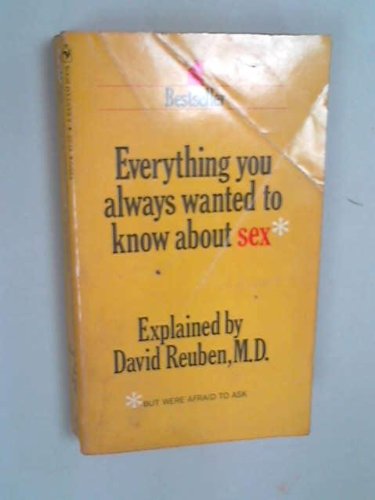 Bestseller
Everything you
always wanted to
know about sex*
Explained by
David Reuben, M.D.
*BUT WERE AFRAID TO ASK